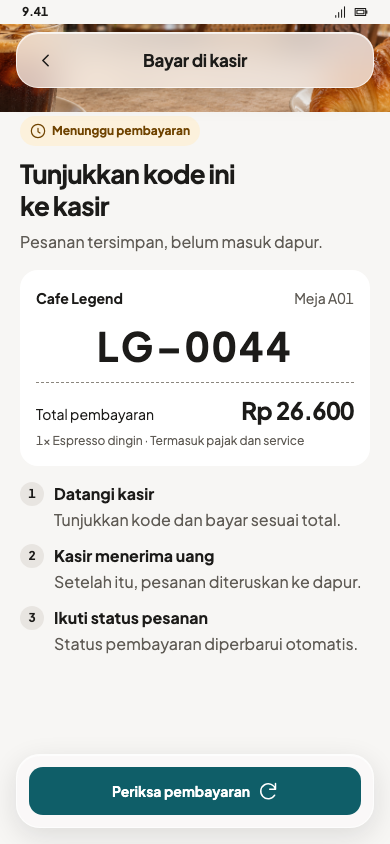 9.41
Bayar di kasir
Menunggu pembayaran
Tunjukkan kode ini
ke kasir
Pesanan tersimpan, belum masuk dapur.
Cafe Legend
Meja A01
LG–0044
Total pembayaran
Rp 26.600
1× Espresso dingin · Termasuk pajak dan service
1
Datangi kasir
Tunjukkan kode dan bayar sesuai total.
2
Kasir menerima uang
Setelah itu, pesanan diteruskan ke dapur.
3
Ikuti status pesanan
Status pembayaran diperbarui otomatis.
Periksa pembayaran